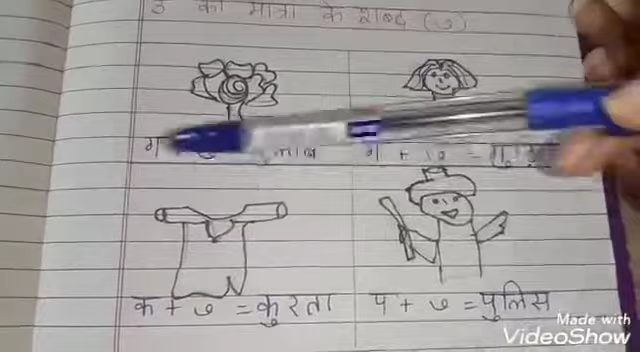 उ की मात्रा के शब्द (ु)
ग
ग + ु =
क + ु = कुरता
प + ु = पुलिस
Made with
VideoShow